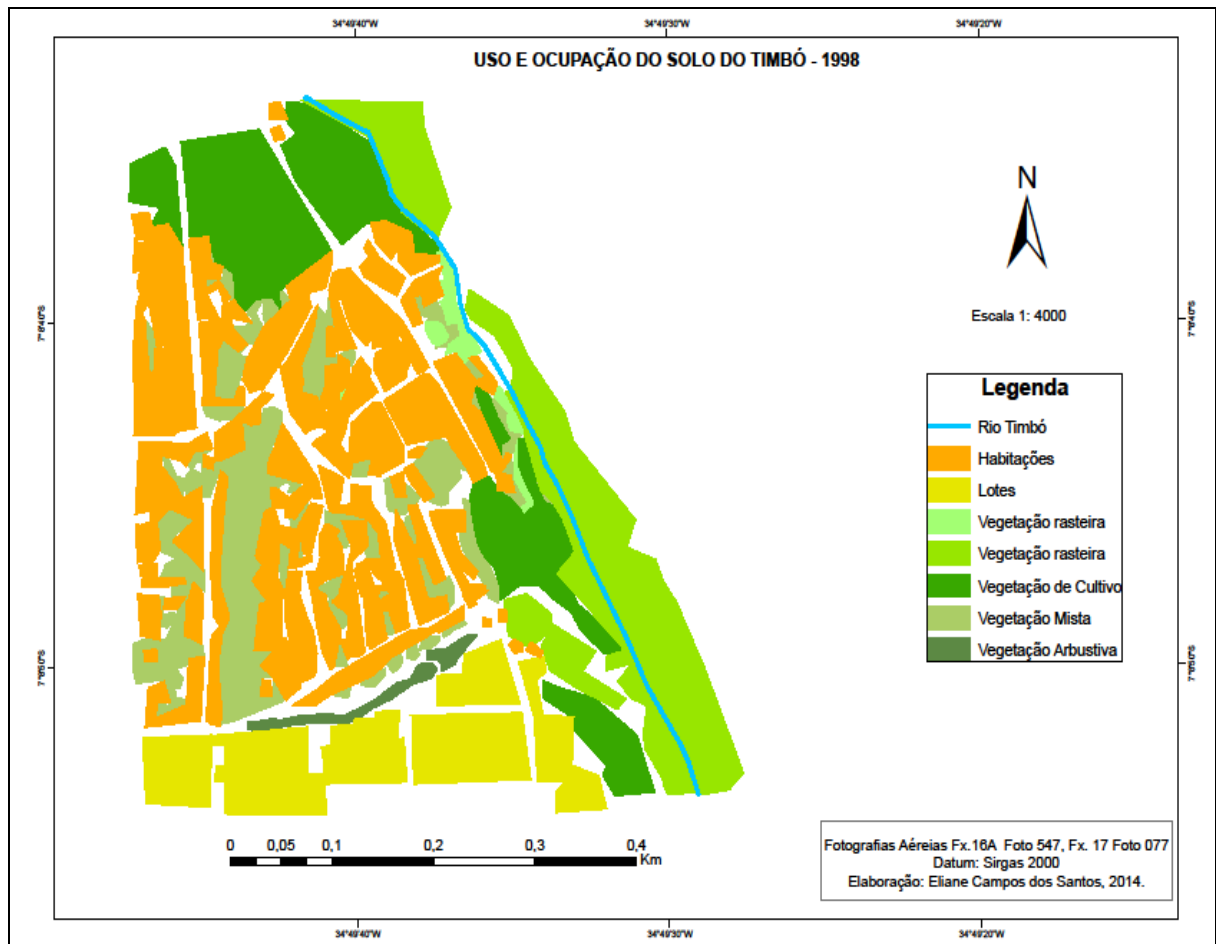 34°49'40"W 34°49'30"W 34°49'20"W
USO E OCUPAÇÃO DO SOLO DO TIMBÓ - 1998
N
Escala 1: 4000
7°6'40"S 7°6'40"S
Legenda
Rio Timbó
Habitações
Lotes
Vegetação rasteira
Vegetação rasteira
Vegetação de Cultivo
Vegetação Mista
Vegetação Arbustiva
7°6'50"S 7°6'50"S
0 0,05 0,1 0,2 0,3 0,4
Km
Fotografias Aéreias Fx.16A Foto 547, Fx. 17 Foto 077
Datum: Sirgas 2000
Elaboração: Eliane Campos dos Santos, 2014.
34°49'40"W 34°49'30"W 34°49'20"W